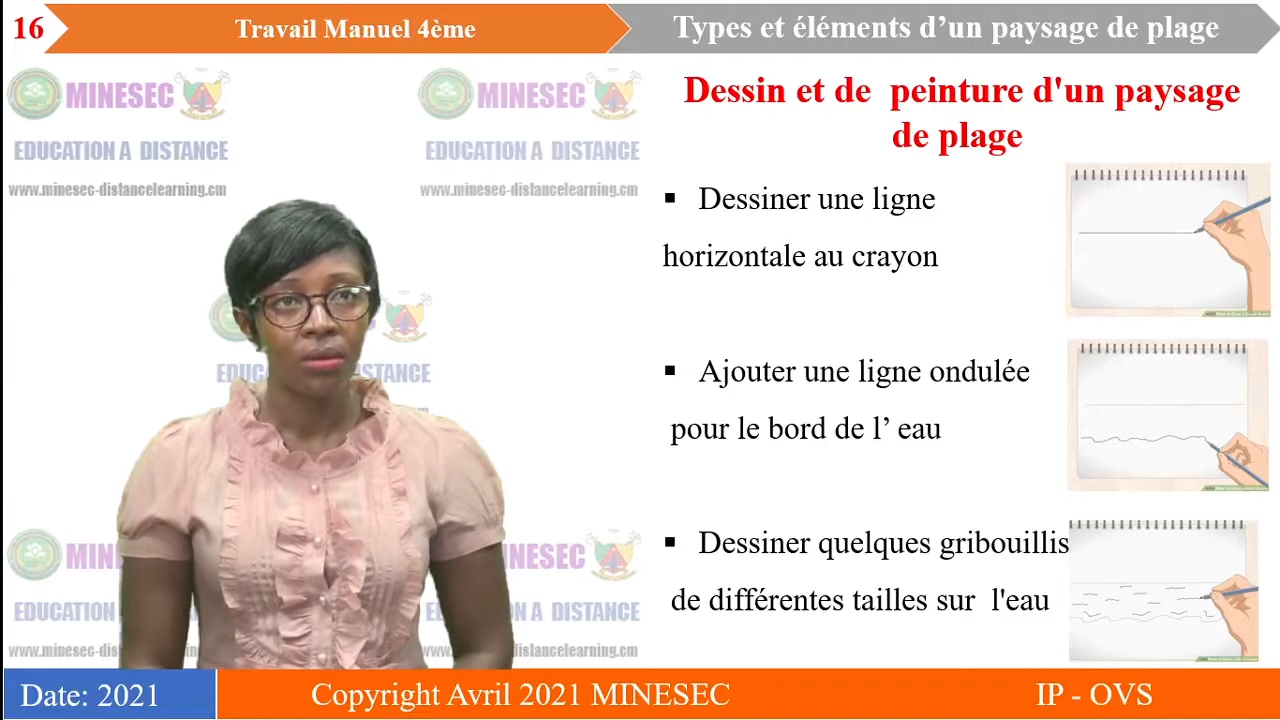 16
Travail Manuel 4ème
Types et éléments d’un paysage de plage
MINESEC
MINESEC
EDUCATION A DISTANCE
EDUCATION A DISTANCE
www.minesec-distancelearning.cm
www.minesec-distancelearning.cm
Dessin et de peinture d'un paysage
de plage
▪ Dessiner une ligne
horizontale au crayon
▪ Ajouter une ligne ondulée
pour le bord de l’ eau
▪ Dessiner quelques gribouillis
de différentes tailles sur l'eau
Date: 2021
Copyright Avril 2021 MINESEC
IP - OVS